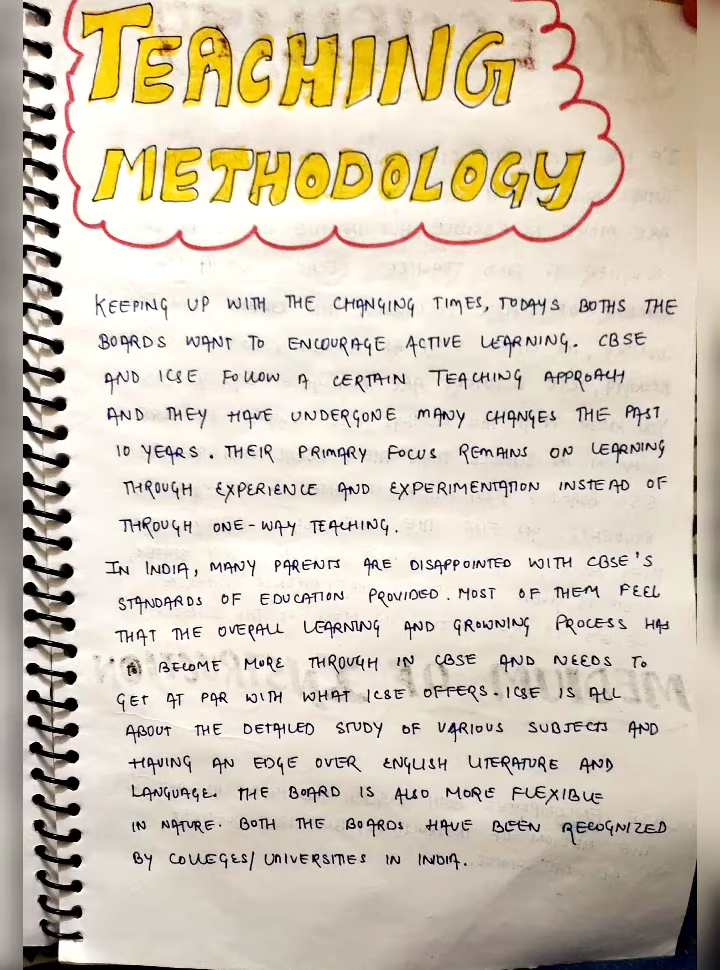 TEACHING
METHODOLOGY
KEEPING UP WITH THE CHANGING TIMES, TODAYS BOTHS THE
BOARDS WANT TO ENCOURAGE ACTIVE LEARNING. CBSE
AND ICSE FOLLOW A CERTAIN TEACHING APPROACH
AND THEY HAVE UNDERGONE MANY CHANGES THE PAST
10 YEARS. THEIR PRIMARY FOCUS REMAINS ON LEARNING
THROUGH EXPERIENCE AND EXPERIMENTATION INSTEAD OF
THROUGH ONE-WAY TEACHING.
IN INDIA, MANY PARENTS ARE DISAPPOINTED WITH CBSE'S
STANDARDS OF EDUCATION PROVIDED. MOST OF THEM FEEL
THAT THE OVERALL LEARNING AND GROWNING PROCESS HAS
BECOME MORE THROUGH IN CBSE AND NEEDS TO
GET AT PAR WITH WHAT ICSE OFFERS. ICSE IS ALL
ABOUT THE DETAILED STUDY OF VARIOUS SUBJECTS AND
HAVING AN EDGE OVER ENGLISH LITERATURE AND
LANGUAGE. THE BOARD IS ALSO MORE FLEXIBLE
IN NATURE. BOTH THE BOARDS HAVE BEEN RECOGNIZED
BY COLLEGES/UNIVERSITIES IN INDIA.